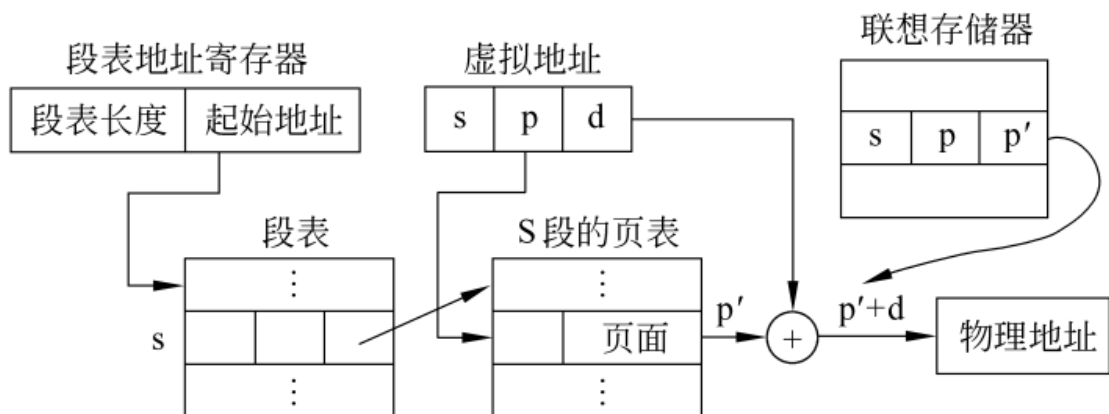 段表地址寄存器
段表长度 起始地址
虚拟地址
s p d
联想存储器
s p p′
段表
⋮
s
⋮
S段的页表
⋮
页面
⋮
p′
+
p′+d
物理地址